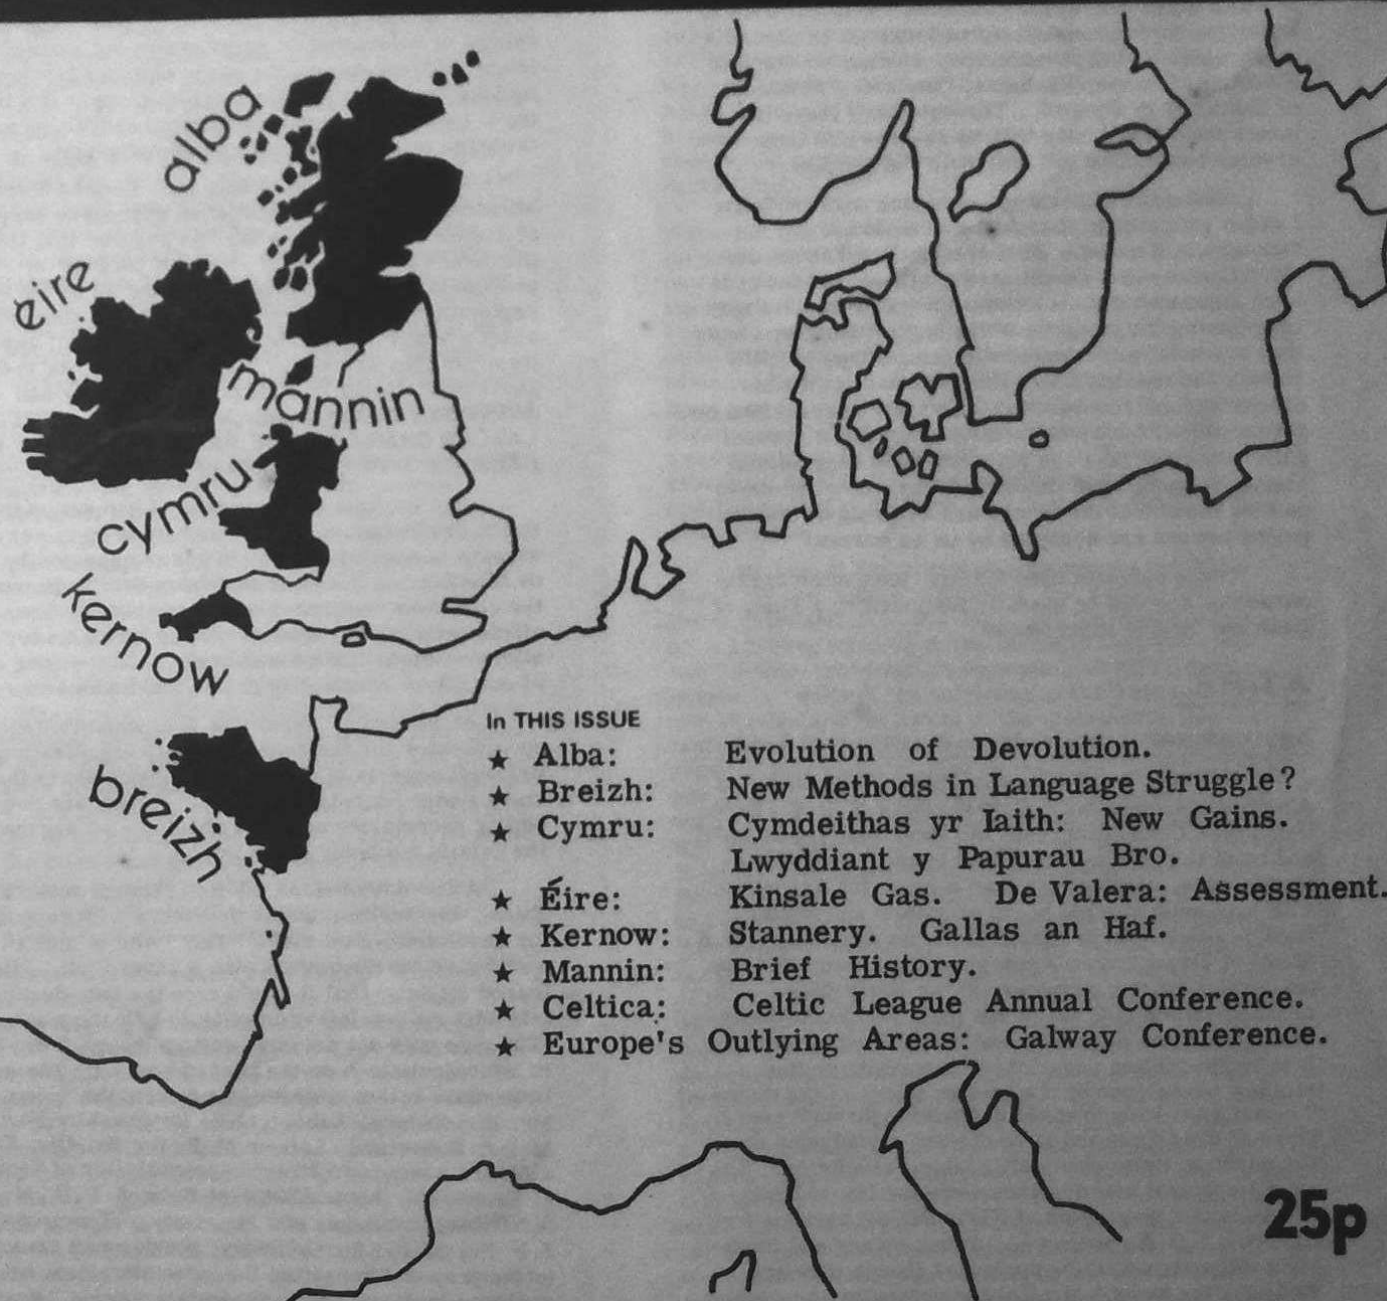 alba
eire
mannin
cymru
kernow
breizh
In THIS ISSUE
★ Alba: Evolution of Devolution.
★ Breizh: New Methods in Language Struggle?
★ Cymru: Cymdeithas yr Iaith: New Gains.
Lwyddiant y Papurau Bro.
★ Éire: Kinsale Gas. De Valera: Assessment.
★ Kernow: Stannery. Gallas an Haf.
★ Mannin: Brief History.
★ Celtica: Celtic League Annual Conference.
★ Europe's Outlying Areas: Galway Conference.
25p